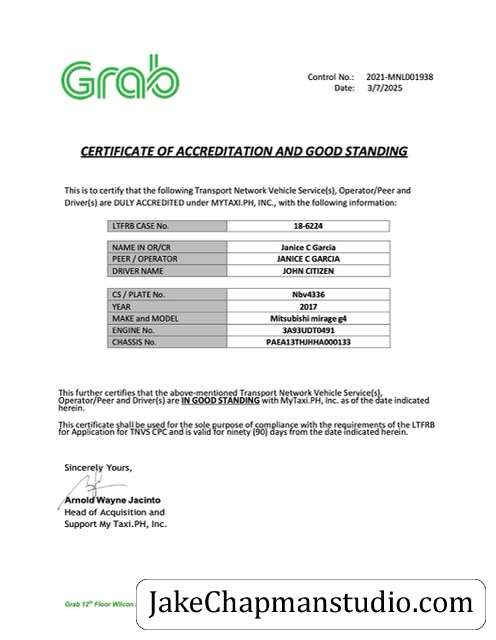 Grab
Control No.: 2021-MNL001938
Date: 3/7/2025
CERTIFICATE OF ACCREDITATION AND GOOD STANDING
This is to certify that the following Transport Network Vehicle Service(s), Operator/Peer and
Driver(s) are DULY ACCREDITED under MYTAXI.PH, INC., with the following information:
LTFRB CASE No. 18-6224
NAME IN OR/CR Janice C Garcia
PEER / OPERATOR JANICE C GARCIA
DRIVER NAME JOHN CITIZEN
CS / PLATE No. Nbv4336
YEAR 2017
MAKE and MODEL Mitsubishi mirage g4
ENGINE No. 3A93UDT0491
CHASSIS No. PAEA13THJHHA000133
This further certifies that the above-mentioned Transport Network Vehicle Service(s),
Operator/Peer and Driver(s) are IN GOOD STANDING with MyTaxi.PH, Inc. as of the date indicated
herein.
This certificate shall be used for the sole purpose of compliance with the requirements of the LTFRB
for Application for TNVS CPC and is valid for ninety (90) days from the date indicated herein.
Sincerely Yours,
Arnold Wayne Jacinto
Head of Acquisition and
Support My Taxi.PH, Inc.
Grab 12th Floor Wilcon
JakeChapmanstudio.com